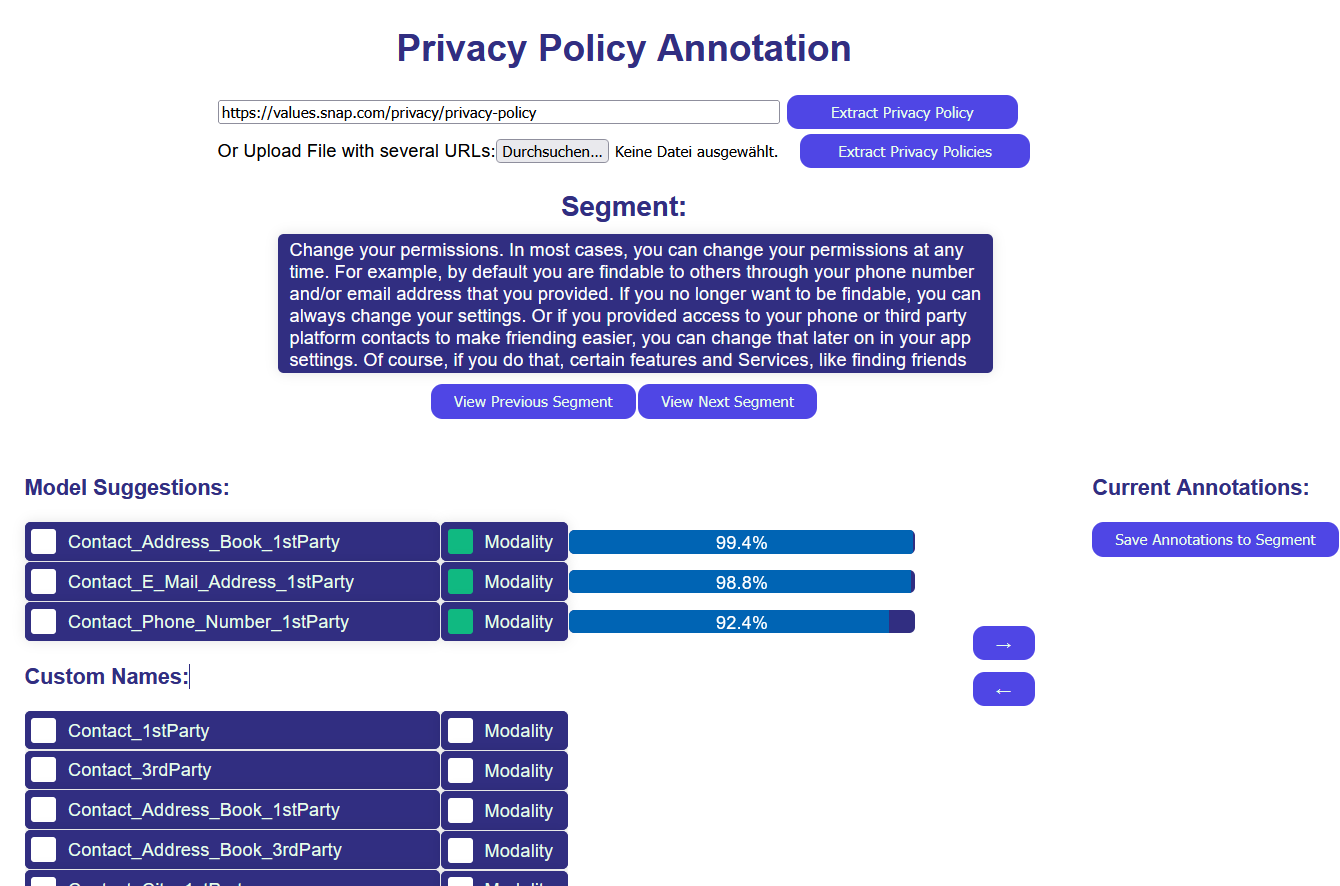 Privacy Policy Annotation
https://values.snap.com/privacy/privacy-policy
Extract Privacy Policy
Or Upload File with several URLs: Durchsuchen... Keine Datei ausgewählt.
Extract Privacy Policies
Segment:
Change your permissions. In most cases, you can change your permissions at any
time. For example, by default you are findable to others through your phone number
and/or email address that you provided. If you no longer want to be findable, you can
always change your settings. Or if you provided access to your phone or third party
platform contacts to make friending easier, you can change that later on in your app
settings. Of course, if you do that, certain features and Services, like finding friends
View Previous Segment
View Next Segment
Model Suggestions:
Contact_Address_Book_1stParty Modality 99.4%
Contact_E_Mail_Address_1stParty Modality 98.8%
Contact_Phone_Number_1stParty Modality 92.4%
→
←
Current Annotations:
Save Annotations to Segment
Custom Names:
Contact_1stParty Modality
Contact_3rdParty Modality
Contact_Address_Book_1stParty Modality
Contact_Address_Book_3rdParty Modality